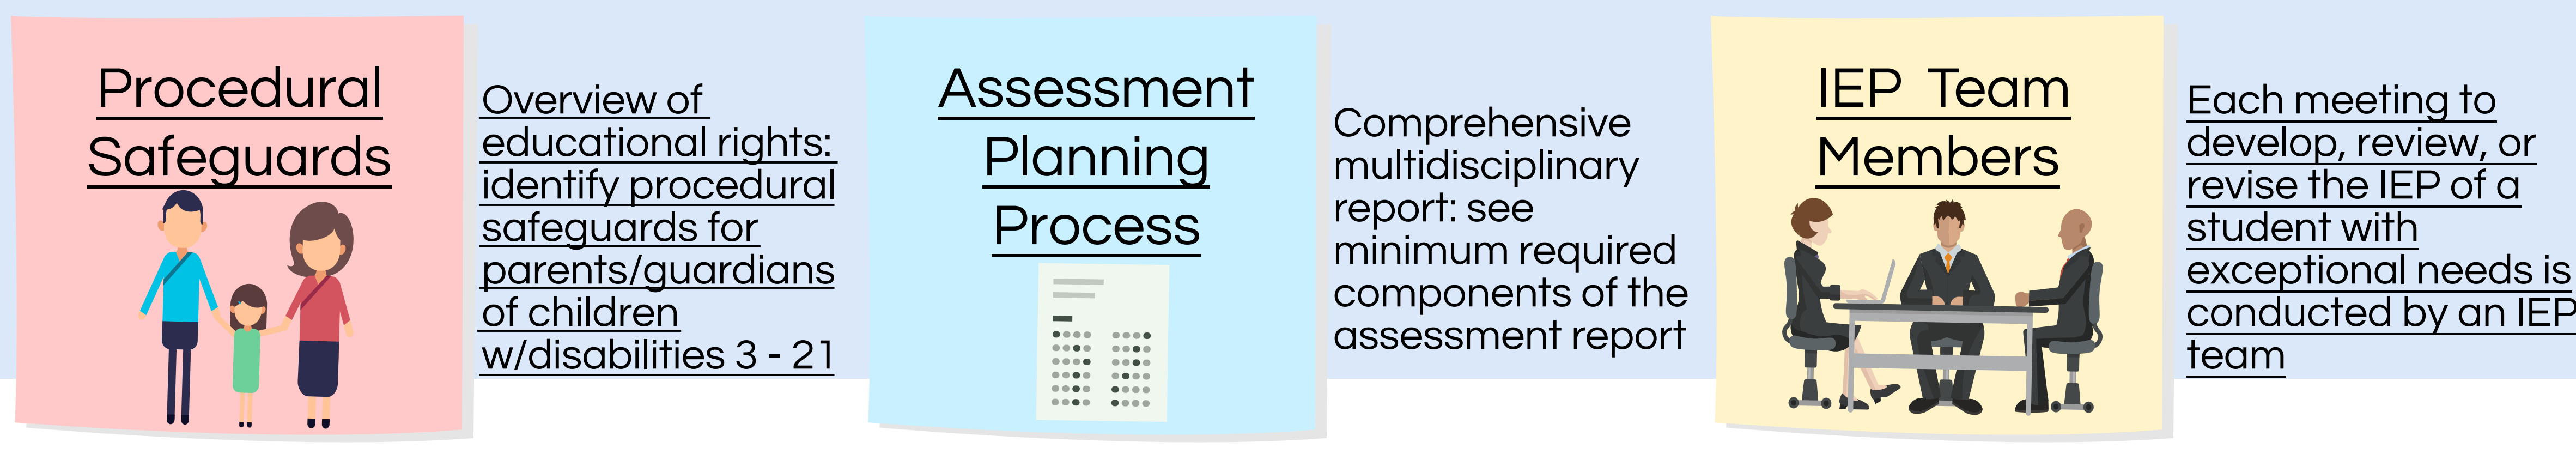 Procedural
Safeguards
Overview of
educational rights:
identify procedural
safeguards for
parents/guardians
of children
w/disabilities 3 - 21
Assessment
Planning
Process
Comprehensive
multidisciplinary
report: see
minimum required
components of the
assessment report
IEP Team
Members
Each meeting to
develop, review, or
revise the IEP of a
student with
exceptional needs is
conducted by an IEP
team